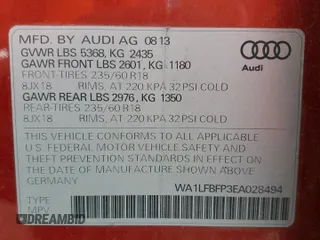 MFD. BY AUDI AG 08 13
GVWR LBS 5368, KG 2435
GAWR FRONT LBS 2601, KG 1180
FRONT-TIRES 235/60 R18
8JX18 RIMS, AT 220 KPA 32 PSI COLD
GAWR REAR LBS 2976, KG 1350
REAR-TIRES 235/60 R18
8JX18 RIMS, AT 220 KPA 32 PSI COLD
THIS VEHICLE CONFORMS TO ALL APPLICABLE
U.S. FEDERAL MOTOR VEHICLE SAFETY AND
THEFT PREVENTION STANDARDS IN EFFECT ON
THE DATE OF MANUFACTURE SHOWN ABOVE.
GERMANY
WA1LFBFP3EA028494
TYPE
MPV
Audi
DREAMBID